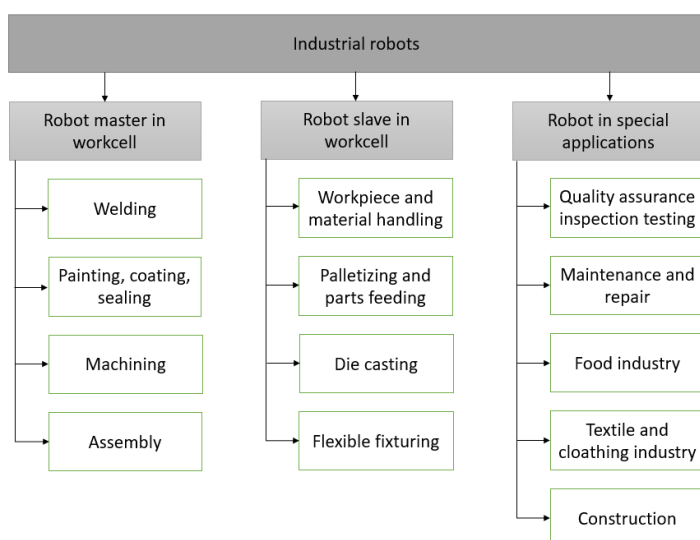 Industrial robots
Robot master in
workcell
Welding
Painting, coating,
sealing
Machining
Assembly
Robot slave in
workcell
Workpiece and
material handling
Palletizing and
parts feeding
Die casting
Flexible fixturing
Robot in special
applications
Quality assurance
inspection testing
Maintenance and
repair
Food industry
Textile and
cloathing industry
Construction